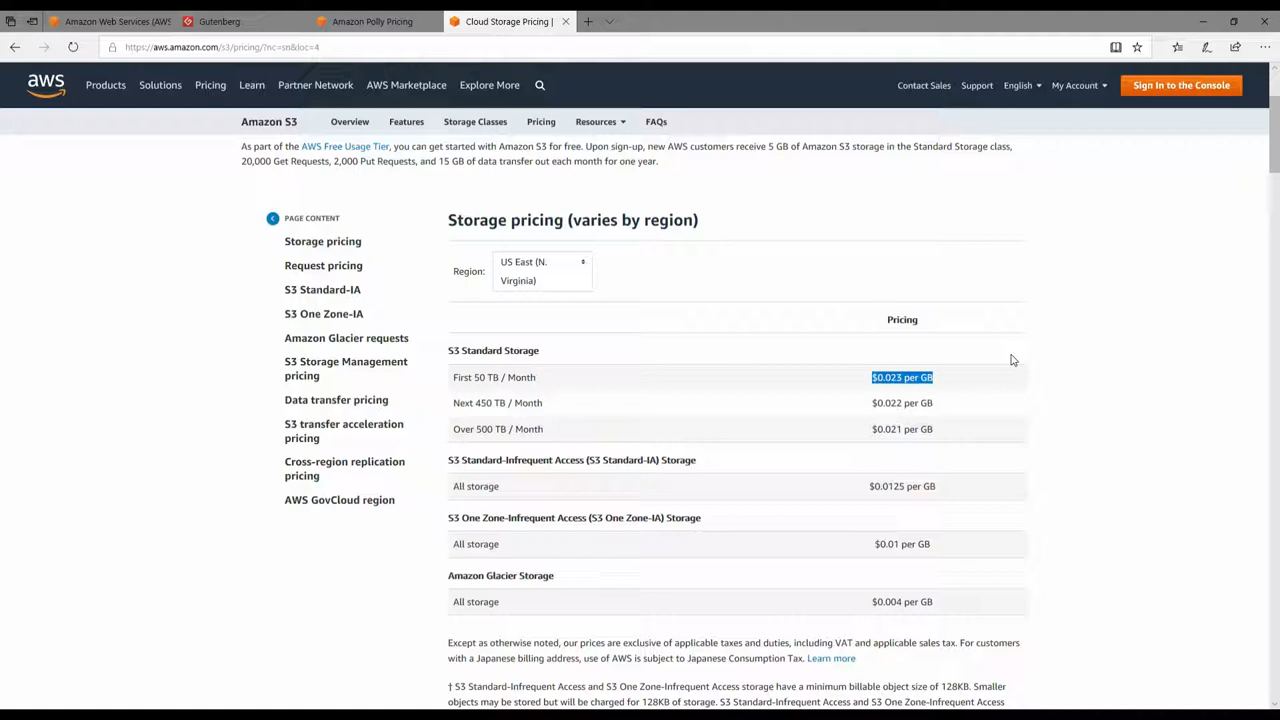 Amazon Web Services (AWS
Gutenberg
Amazon Polly Pricing
Cloud Storage Pricing |
https://aws.amazon.com/s3/pricing/?nc=sn&loc=4
aws
Products
Solutions
Pricing
Learn
Partner Network
AWS Marketplace
Explore More
Contact Sales
Support
English
My Account
Sign In to the Console
Amazon S3
Overview
Features
Storage Classes
Pricing
Resources
FAQs
As part of the AWS Free Usage Tier, you can get started with Amazon S3 for free. Upon sign-up, new AWS customers receive 5 GB of Amazon S3 storage in the Standard Storage class,
20,000 Get Requests, 2,000 Put Requests, and 15 GB of data transfer out each month for one year.
PAGE CONTENT
Storage pricing
Request pricing
S3 Standard-IA
S3 One Zone-IA
Amazon Glacier requests
S3 Storage Management
pricing
Data transfer pricing
S3 transfer acceleration
pricing
Cross-region replication
pricing
AWS GovCloud region
Storage pricing (varies by region)
Region:
US East (N.
Virginia)
Pricing
S3 Standard Storage
First 50 TB / Month $0.023 per GB
Next 450 TB / Month $0.022 per GB
Over 500 TB / Month $0.021 per GB
S3 Standard-Infrequent Access (S3 Standard-IA) Storage
All storage $0.0125 per GB
S3 One Zone-Infrequent Access (S3 One Zone-IA) Storage
All storage $0.01 per GB
Amazon Glacier Storage
All storage $0.004 per GB
Except as otherwise noted, our prices are exclusive of applicable taxes and duties, including VAT and applicable sales tax. For customers
with a Japanese billing address, use of AWS is subject to Japanese Consumption Tax. Learn more
† S3 Standard-Infrequent Access and S3 One Zone-Infrequent Access storage have a minimum billable object size of 128KB. Smaller
objects may be stored but will be charged for 128KB of storage. S3 Standard-Infrequent Access and S3 One Zone-Infrequent Access